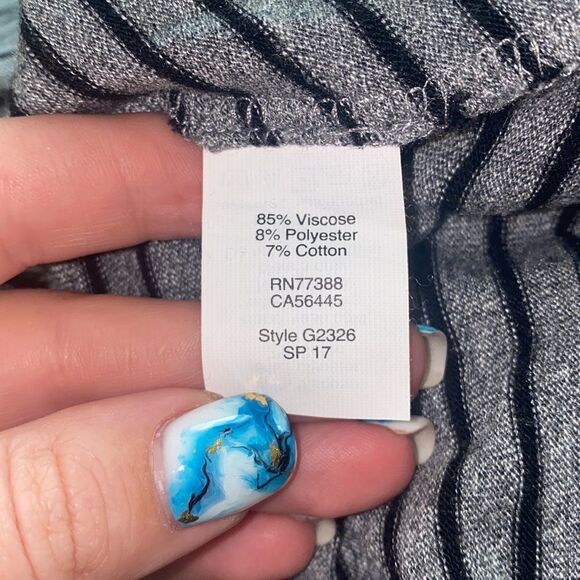 85% Viscose
8% Polyester
7% Cotton
RN77388
CA56445
Style G2326
SP 17